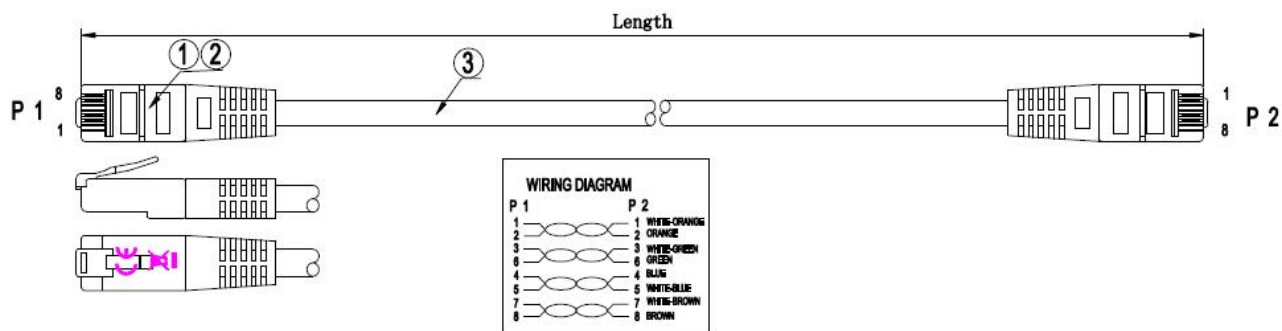 Length
① ② ③
P 1 8 1
1 8 P 2
WIRING DIAGRAM
P 1 P 2
1 1 WHITE-ORANGE
2 2 ORANGE
3 3 WHITE-GREEN
6 6 GREEN
4 4 BLUE
5 5 WHITE-BLUE
7 7 WHITE-BROWN
8 8 BROWN
CE